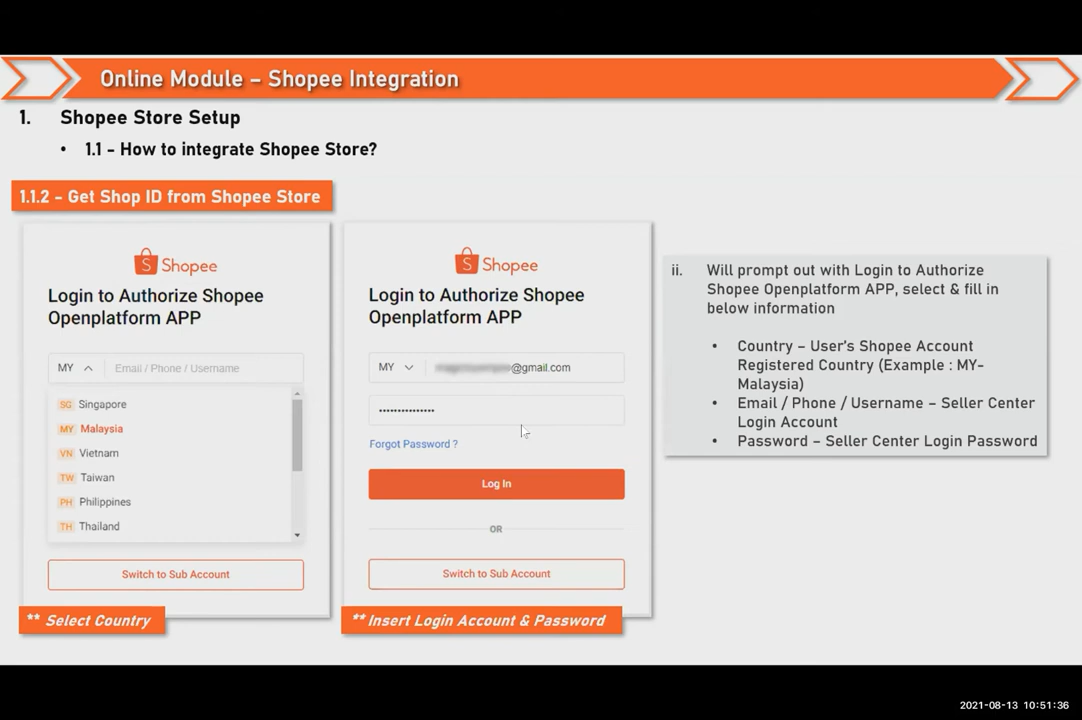 Online Module – Shopee Integration
1. Shopee Store Setup
• 1.1 - How to integrate Shopee Store?
1.1.2 - Get Shop ID from Shopee Store
Shopee
Login to Authorize Shopee
Openplatform APP
MY Email / Phone / Username
SG Singapore
MY Malaysia
VN Vietnam
TW Taiwan
PH Philippines
TH Thailand
Switch to Sub Account
** Select Country
Shopee
Login to Authorize Shopee
Openplatform APP
MY @gmail.com
•••••••••••••••
Forgot Password ?
Log In
OR
Switch to Sub Account
** Insert Login Account & Password
ii. Will prompt out with Login to Authorize
Shopee Openplatform APP, select & fill in
below information
• Country – User's Shopee Account
Registered Country (Example : MY-
Malaysia)
• Email / Phone / Username – Seller Center
Login Account
• Password – Seller Center Login Password
2021-08-13 10:51:36